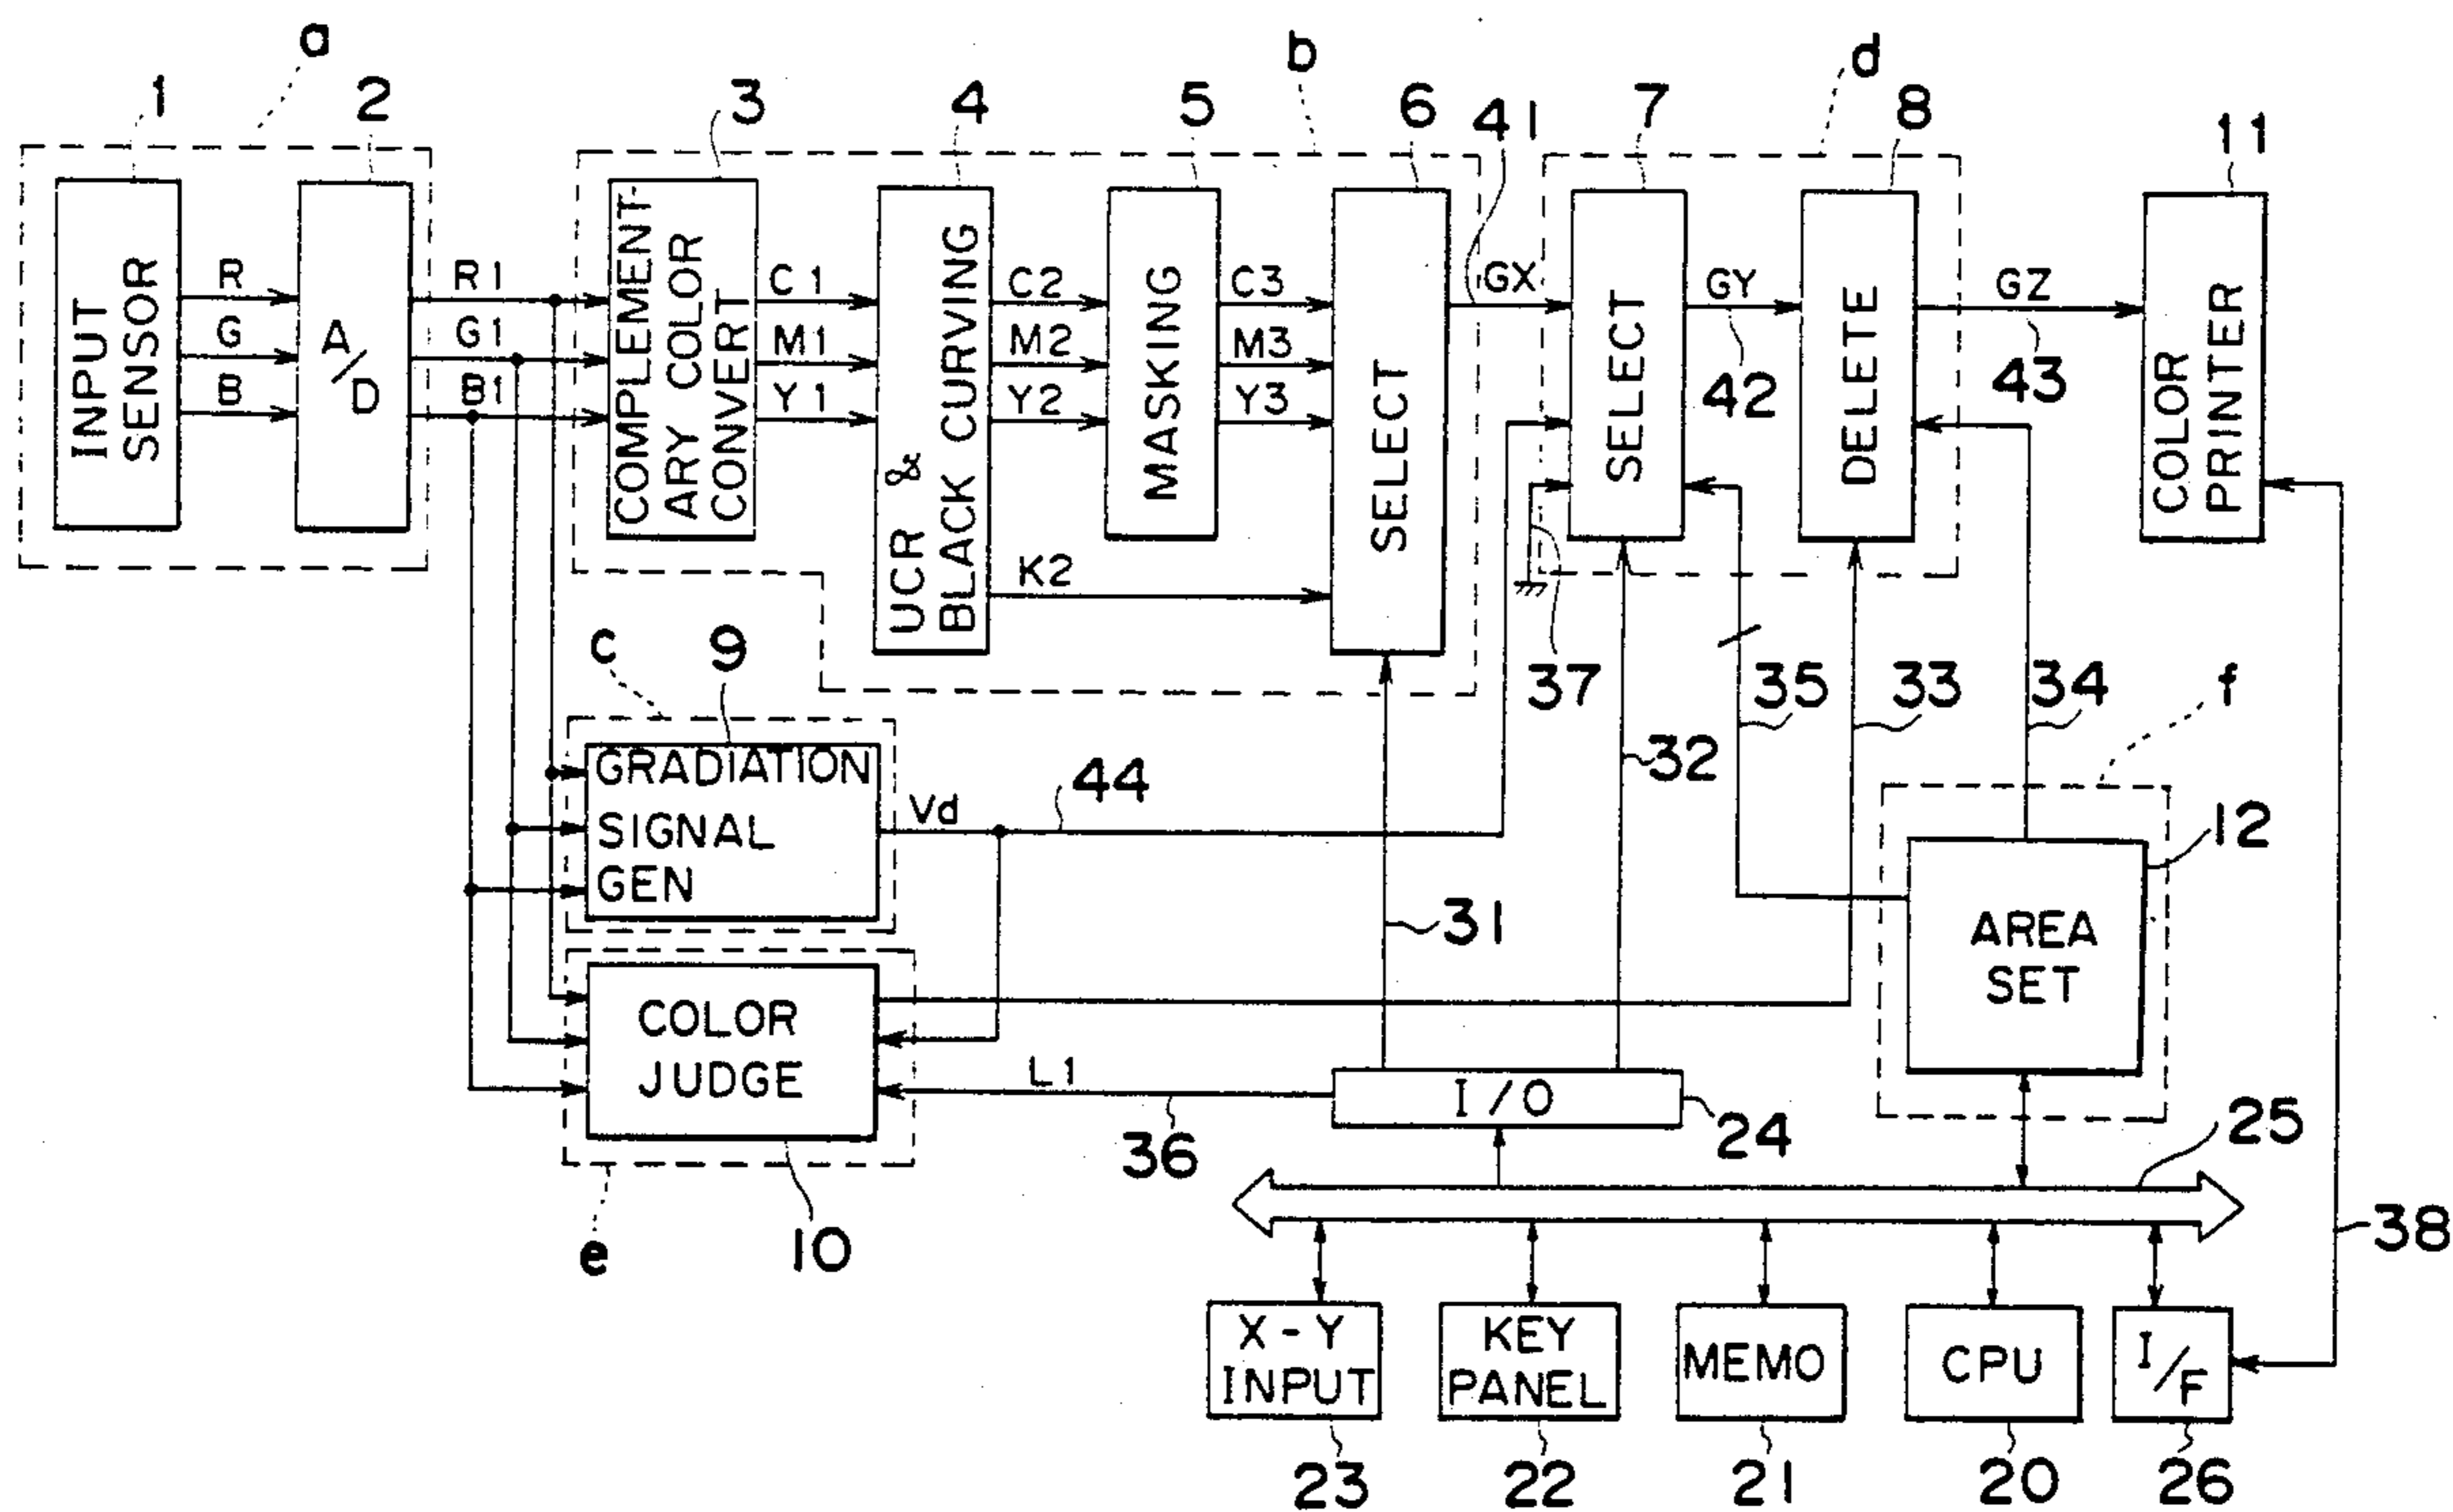 a
b
d
1
2
3
4
5
6
41
7
8
11
INPUT
SENSOR
R
G
B
A/D
R1
G1
B1
COMPLEMENT-
ARY COLOR
CONVERT
C1
M1
Y1
UCR &
BLACK CURVING
C2
M2
Y2
K2
MASKING
C3
M3
Y3
SELECT
GX
SELECT
GY
42
DELETE
GZ
43
COLOR
PRINTER
37
35
33
34
f
c
9
GRADIATION
SIGNAL
GEN
Vd
44
32
12
31
AREA
SET
COLOR
JUDGE
L1
36
I/O
24
25
e
10
38
X-Y
INPUT
KEY
PANEL
MEMO
CPU
I/F
23
22
21
20
26